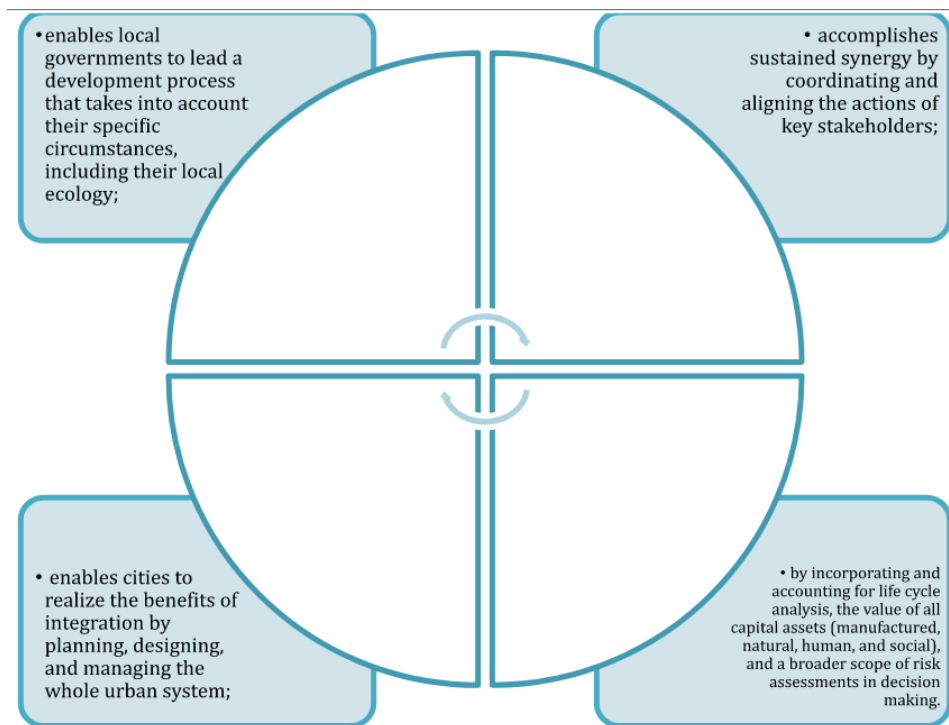 • enables local
governments to lead a
development process
that takes into account
their specific
circumstances,
including their local
ecology;
• accomplishes
sustained synergy by
coordinating and
aligning the actions of
key stakeholders;
• enables cities to
realize the benefits of
integration by
planning, designing,
and managing the
whole urban system;
• by incorporating and
accounting for life cycle
analysis, the value of all
capital assets (manufactured,
natural, human, and social),
and a broader scope of risk
assessments in decision
making.